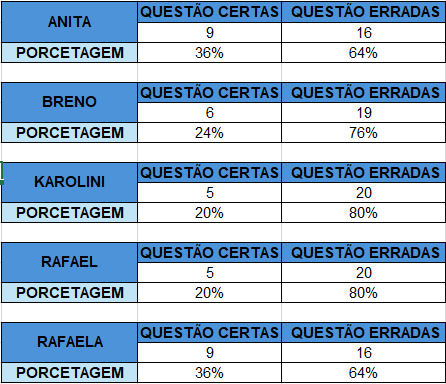 ANITA QUESTÃO CERTAS QUESTÃO ERRADAS
9 16
PORCETAGEM 36% 64%
BRENO QUESTÃO CERTAS QUESTÃO ERRADAS
6 19
PORCETAGEM 24% 76%
KAROLINI QUESTÃO CERTAS QUESTÃO ERRADAS
5 20
PORCETAGEM 20% 80%
RAFAEL QUESTÃO CERTAS QUESTÃO ERRADAS
5 20
PORCETAGEM 20% 80%
RAFAELA QUESTÃO CERTAS QUESTÃO ERRADAS
9 16
PORCETAGEM 36% 64%